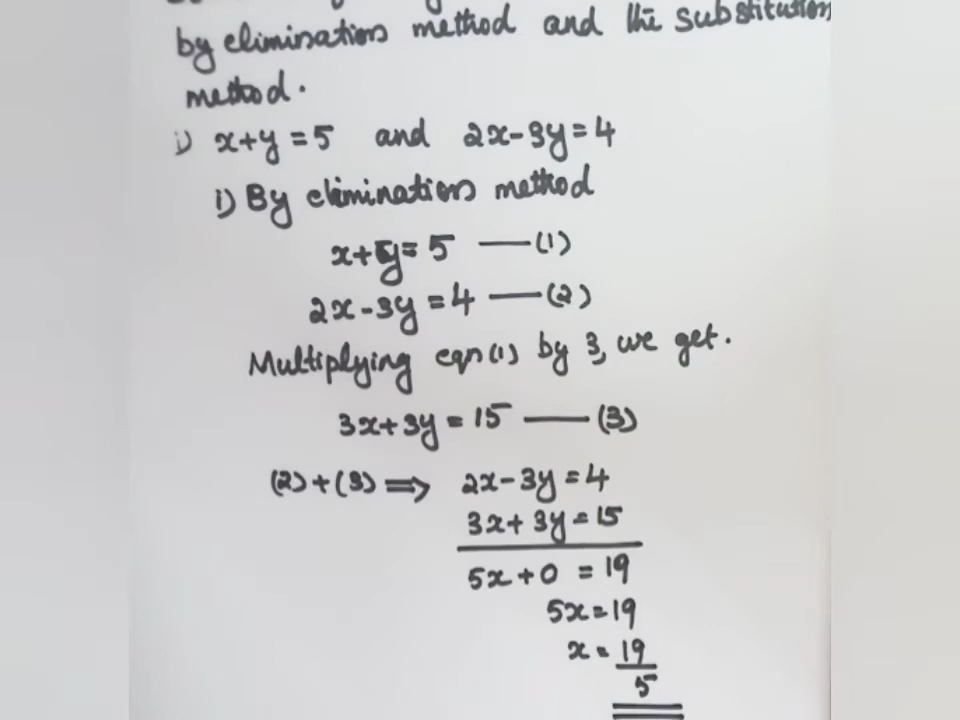 by elimination method and the substitution
method.
i) x+y=5 and 2x-3y=4
i) By elimination method
x+y=5 —(1)
2x-3y=4 —(2)
Multiplying eqn(1) by 3, we get.
3x+3y=15 —(3)
(2)+(3)⟹ 2x-3y=4
3x+3y=15
5x+0=19
5x=19
x=19/5